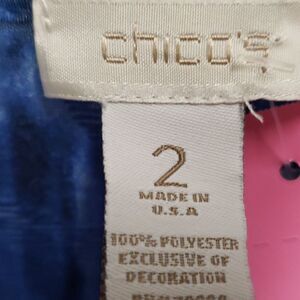 chico's
2
MADE IN
U.S.A
100% POLYESTER
EXCLUSIVE OF
DECORATION